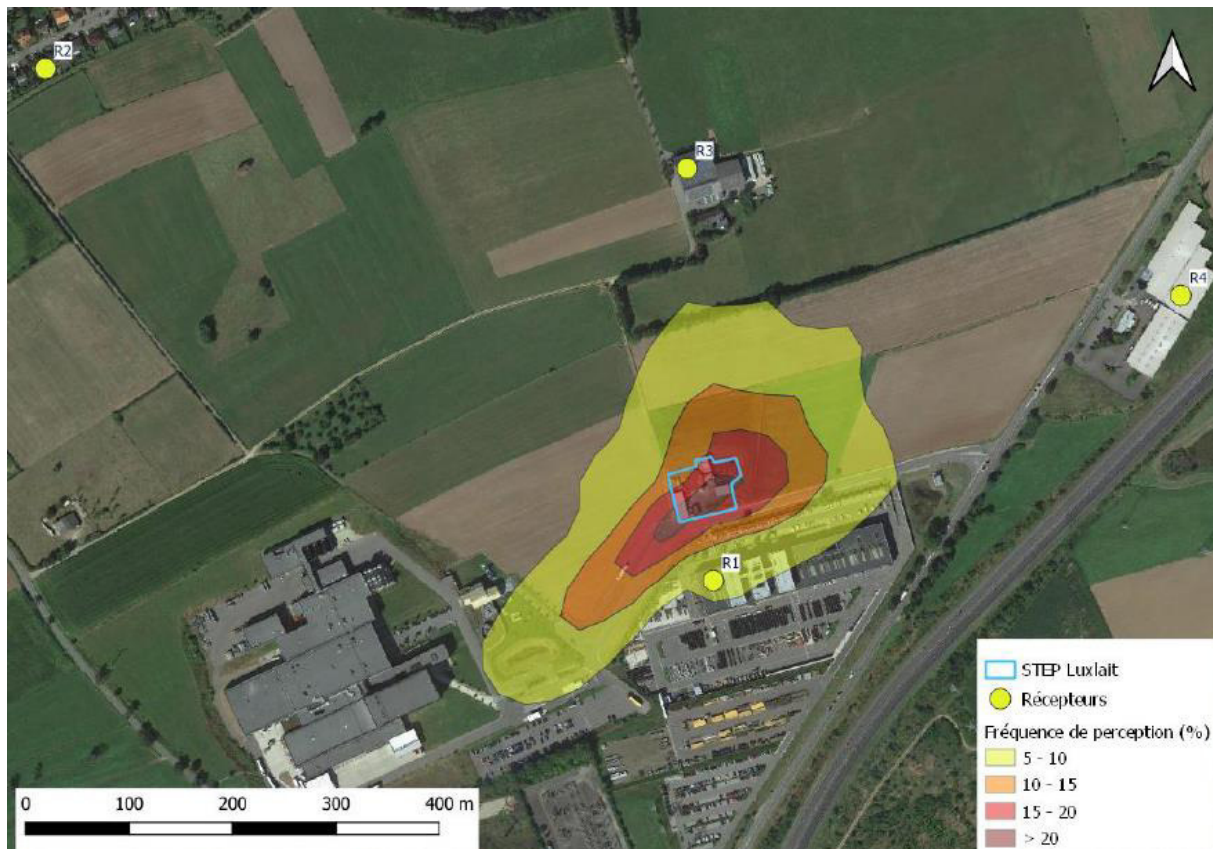 R2
R3
R4
R1
STEP Luxlait
Récepteurs
Fréquence de perception (%)
5 - 10
10 - 15
15 - 20
> 20
0 100 200 300 400 m